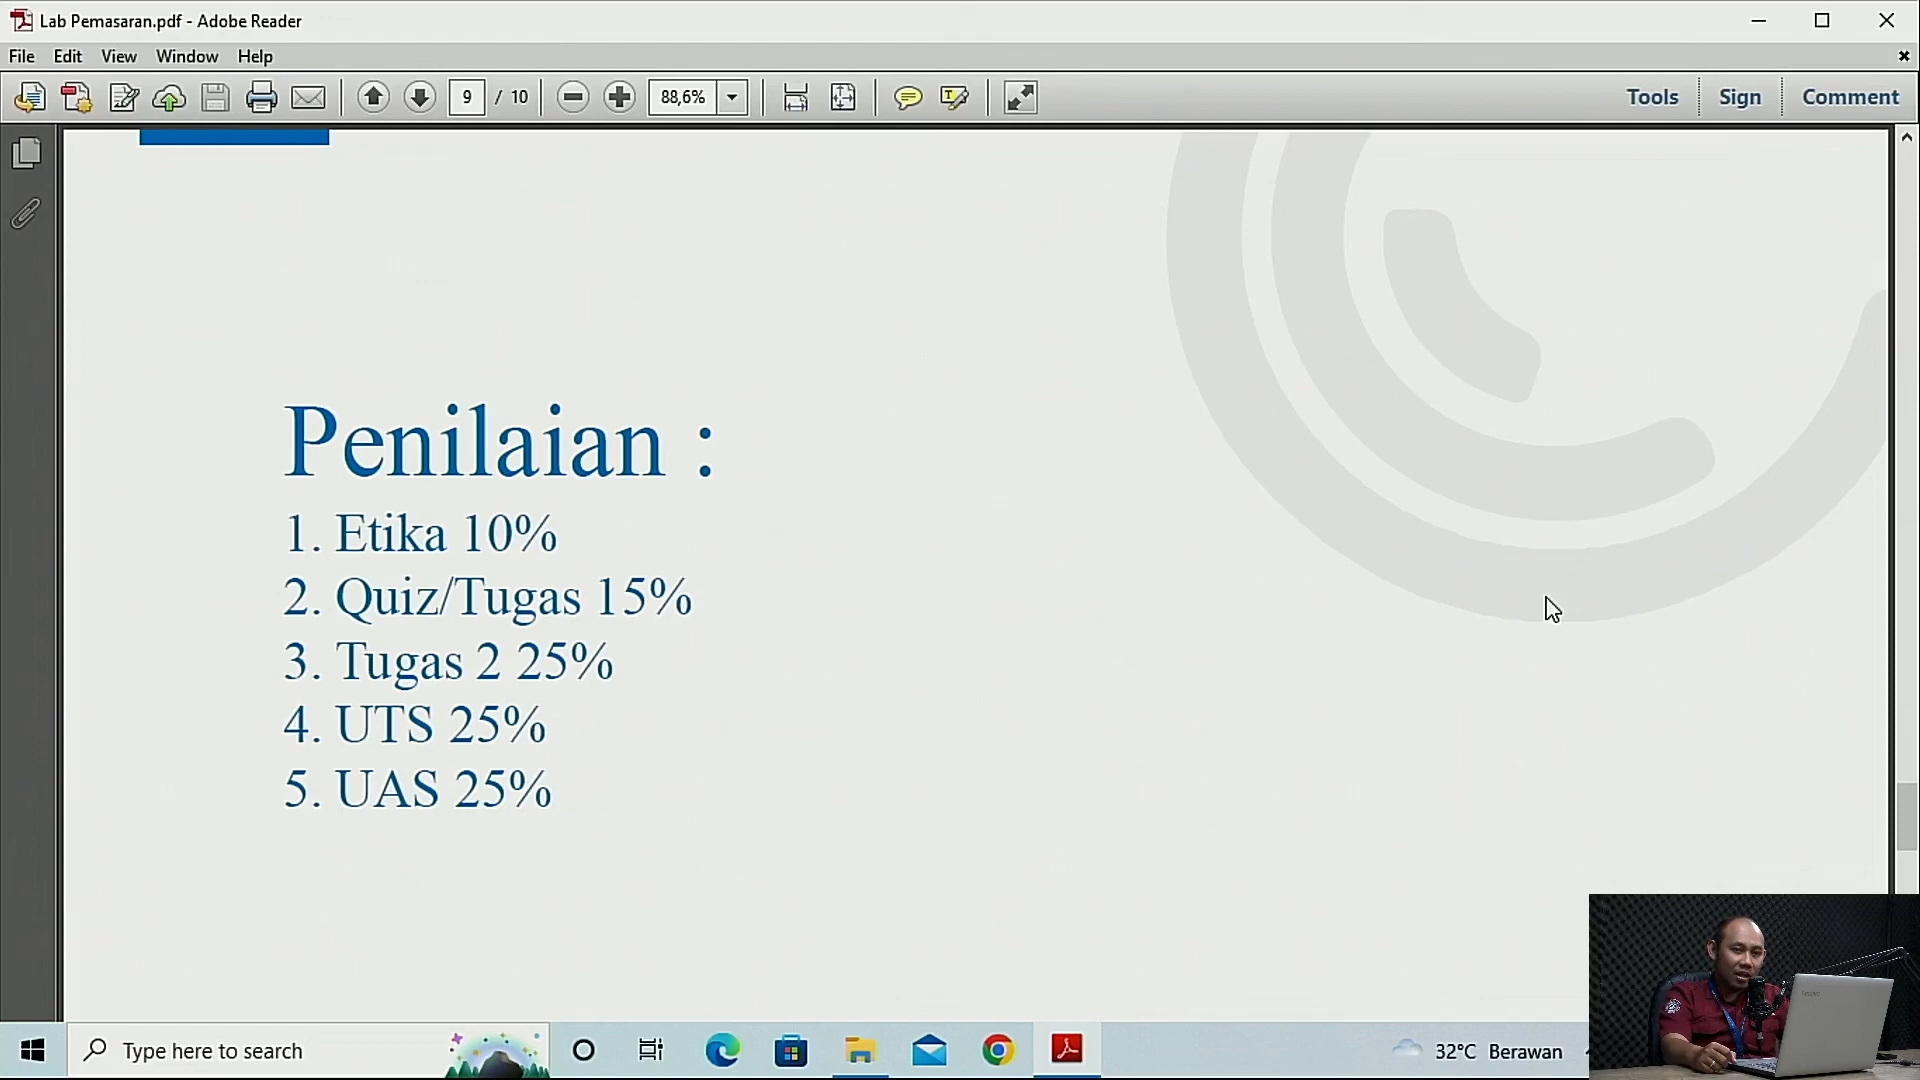 Lab Pemasaran.pdf - Adobe Reader
File Edit View Window Help
9 / 10 88,6% Tools Sign Comment
Penilaian :
1. Etika 10%
2. Quiz/Tugas 15%
3. Tugas 2 25%
4. UTS 25%
5. UAS 25%
Type here to search
32°C Berawan